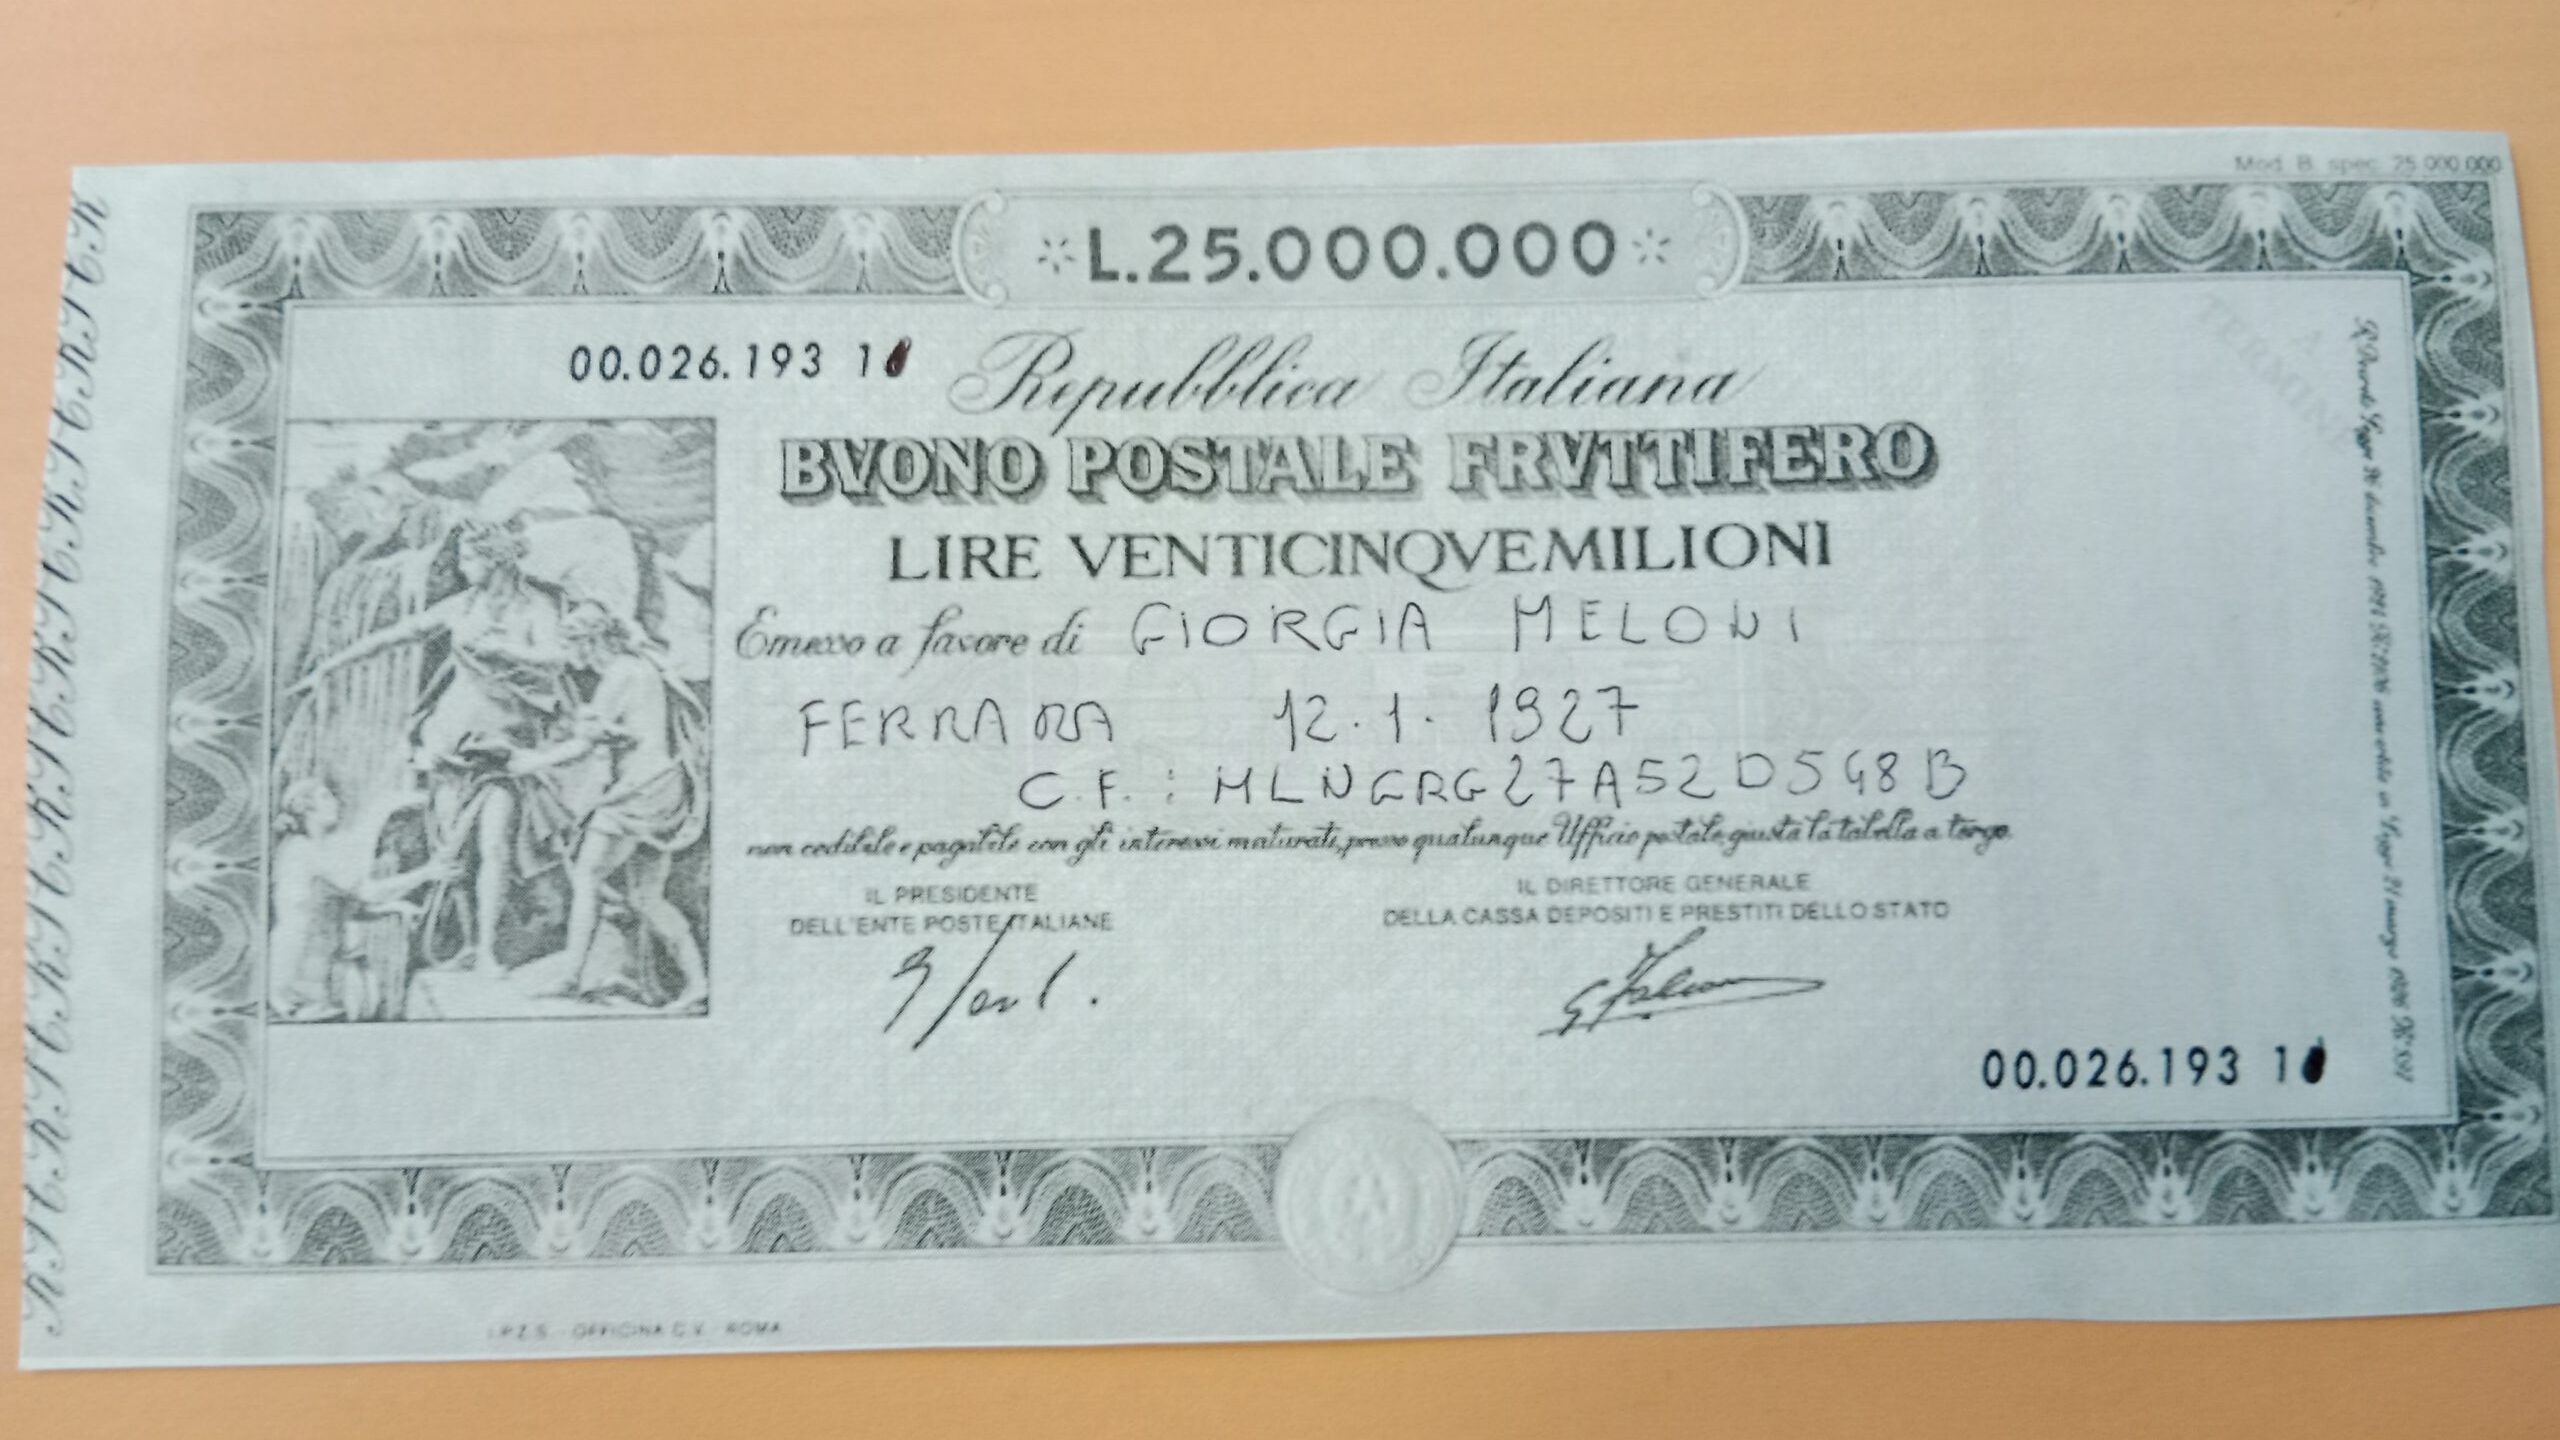 Mod. B. spec. 25.000.000
L.25.000.000
00.026.193 1
A TERMINE
Repubblica Italiana
BVONO POSTALE FRVTTIFERO
LIRE VENTICINQVEMILIONI
Emesso a favore di GIORGIA MELONI
FERRARA 12.1.1927
C.F.: MLNGRG27A52D548B
non cedibile e pagabile con gli interessi maturati, presso qualunque Ufficio postale, giusta la tabella a tergo.
IL PRESIDENTE
DELL'ENTE POSTE ITALIANE
IL DIRETTORE GENERALE
DELLA CASSA DEPOSITI E PRESTITI DELLO STATO
00.026.193 1
I.P.Z.S. - OFFICINA C.V. - ROMA